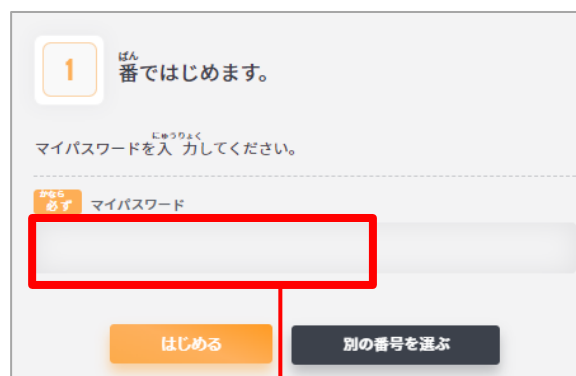 1
番ではじめます。
ばん
マイパスワードを入力してください。
にゅうりょく
必ず マイパスワード
かなら
はじめる 別の番号を選ぶ